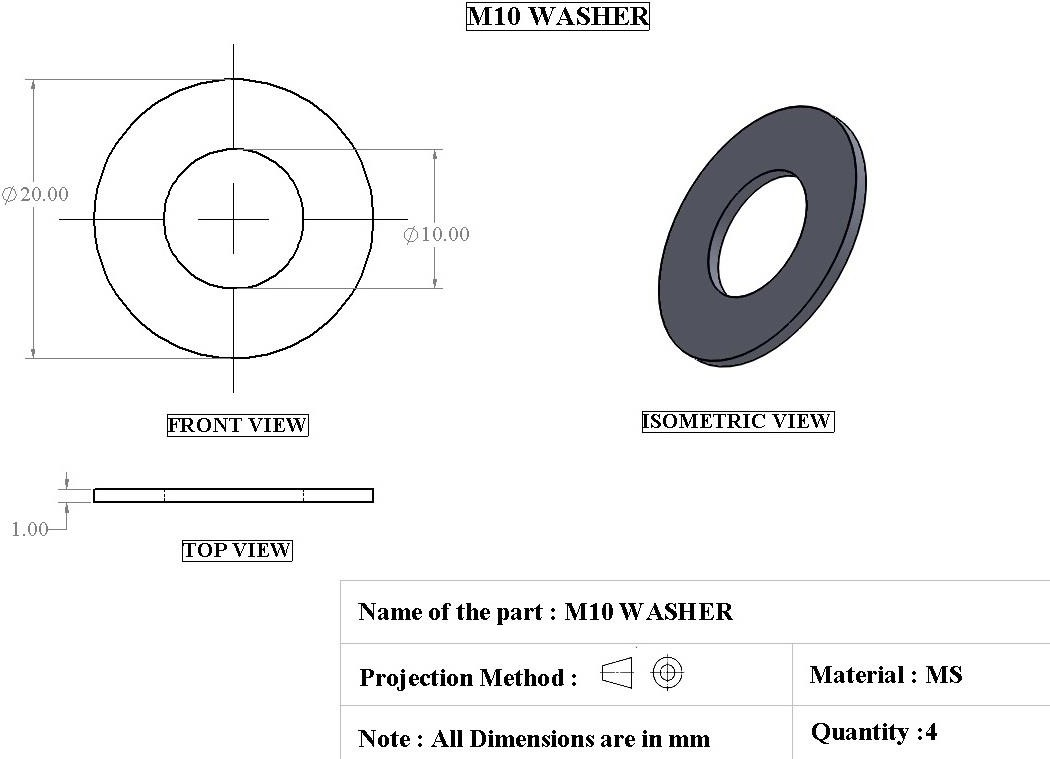 M10 WASHER
∅20.00
∅10.00
FRONT VIEW
ISOMETRIC VIEW
1.00
TOP VIEW
Name of the part : M10 WASHER
Projection Method :
Material : MS
Note : All Dimensions are in mm
Quantity :4